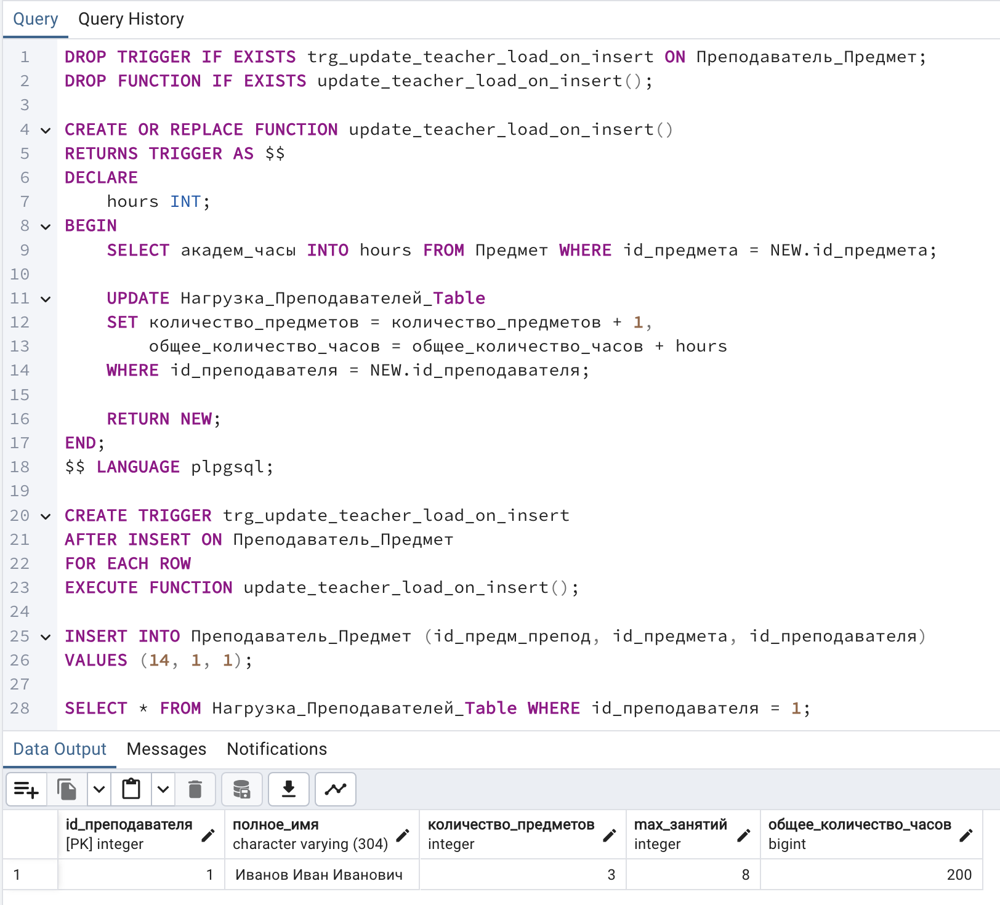 Query Query History
1 DROP TRIGGER IF EXISTS trg_update_teacher_load_on_insert ON Преподаватель_Предмет;
2 DROP FUNCTION IF EXISTS update_teacher_load_on_insert();
3
4 CREATE OR REPLACE FUNCTION update_teacher_load_on_insert()
5 RETURNS TRIGGER AS $$
6 DECLARE
7     hours INT;
8 BEGIN
9     SELECT академ_часы INTO hours FROM Предмет WHERE id_предмета = NEW.id_предмета;
10
11     UPDATE Нагрузка_Преподавателей_Table
12     SET количество_предметов = количество_предметов + 1,
13         общее_количество_часов = общее_количество_часов + hours
14     WHERE id_преподавателя = NEW.id_преподавателя;
15
16     RETURN NEW;
17 END;
18 $$ LANGUAGE plpgsql;
19
20 CREATE TRIGGER trg_update_teacher_load_on_insert
21 AFTER INSERT ON Преподаватель_Предмет
22 FOR EACH ROW
23 EXECUTE FUNCTION update_teacher_load_on_insert();
24
25 INSERT INTO Преподаватель_Предмет (id_предм_препод, id_предмета, id_преподавателя)
26 VALUES (14, 1, 1);
27
28 SELECT * FROM Нагрузка_Преподавателей_Table WHERE id_преподавателя = 1;
Data Output Messages Notifications
id_преподавателя полное_имя количество_предметов max_занятий общее_количество_часов
[PK] integer character varying (304) integer integer bigint
1 1 Иванов Иван Иванович 3 8 200